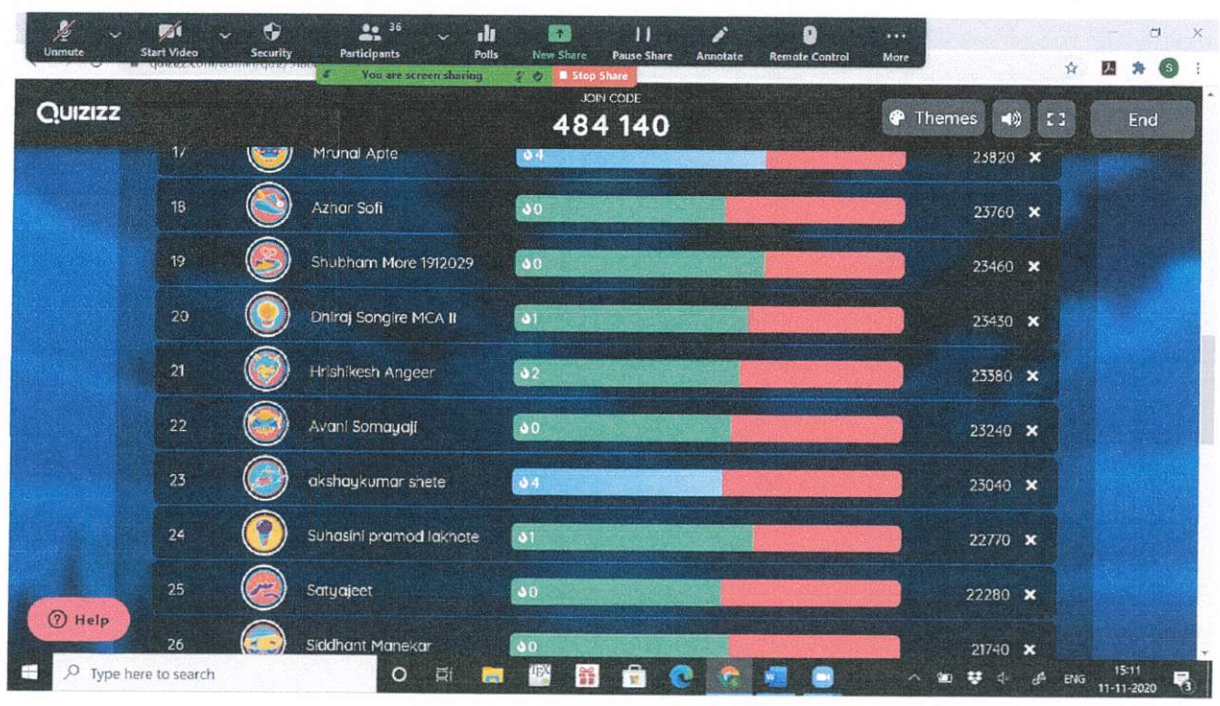 36
Unmute Start Video Security Participants Polls New Share Pause Share Annotate Remote Control More
You are screen sharing Stop Share
S
QUIZIZZ
JOIN CODE
484 140
Themes End
17 Mrunal Apte 4 23820
18 Azhar Sofi 0 23760
19 Shubham More 1912029 0 23460
20 Dhiraj Songire MCA II 1 23430
21 Hrishikesh Angeer 2 23380
22 Avani Somayaji 0 23240
23 akshaykumar shete 4 23040
24 Suhasini pramod laknote 1 22770
25 Satyajeet 0 22280
26 Siddhant Manekar 0 21740
Help
Type here to search
ENG
15:11
11-11-2020
3